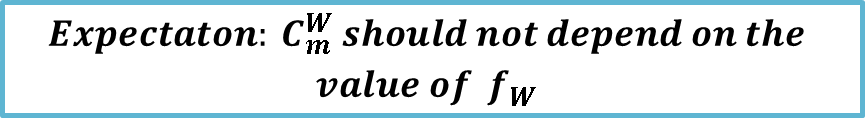 Expectaton: C_m^W should not depend on the
value of f_W